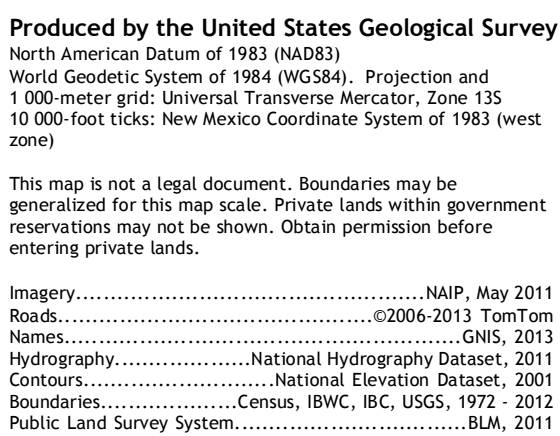 Produced by the United States Geological Survey
North American Datum of 1983 (NAD83)
World Geodetic System of 1984 (WGS84).  Projection and
1 000-meter grid: Universal Transverse Mercator, Zone 13S
10 000-foot ticks: New Mexico Coordinate System of 1983 (west
zone)
This map is not a legal document. Boundaries may be
generalized for this map scale. Private lands within government
reservations may not be shown. Obtain permission before
entering private lands.
Imagery....................................................NAIP, May 2011
Roads..............................................©2006-2013 TomTom
Names..........................................................GNIS, 2013
Hydrography....................National Hydrography Dataset, 2011
Contours............................National Elevation Dataset, 2001
Boundaries....................Census, IBWC, IBC, USGS, 1972 - 2012
Public Land Survey System..................................BLM, 2011